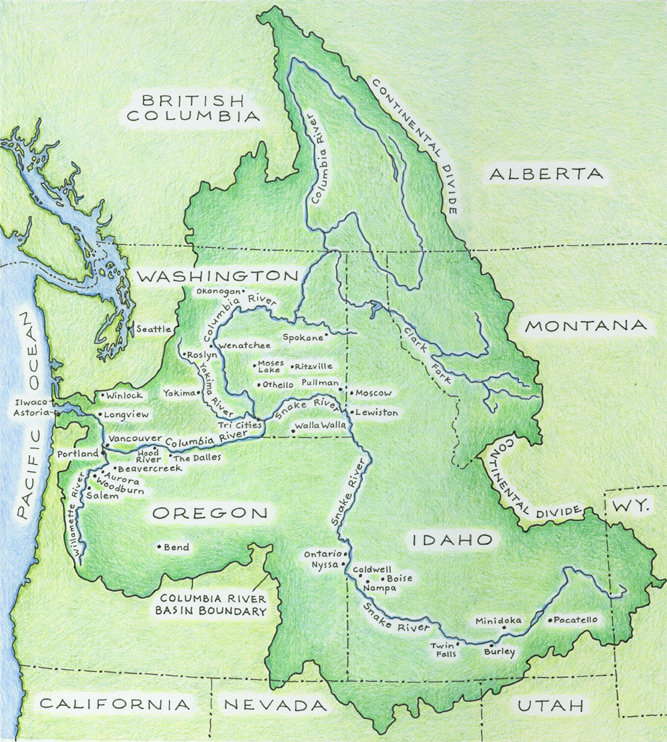 BRITISH
COLUMBIA
Columbia River
CONTINENTAL DIVIDE
ALBERTA
WASHINGTON
Okanogan
Columbia River
Seattle
Spokane
MONTANA
Roslyn
Wenatchee
Moses
Lake
Ritzville
Clark Fork
PACIFIC OCEAN
Yakima
Yakima River
Othello
Pullman
Moscow
Ilwaco
Astoria
Winlock
Longview
Tri Cities
Snake River
Lewiston
Walla Walla
Vancouver
Columbia River
Portland
Hood
River
The Dalles
Beavercreek
Aurora
Woodburn
Salem
Willamette River
Snake River
CONTINENTAL DIVIDE
WY.
OREGON
IDAHO
Bend
Ontario
Nyssa
Caldwell
Boise
Nampa
COLUMBIA RIVER
BASIN BOUNDARY
Snake River
Minidoka
Pocatello
Twin
Falls
Burley
CALIFORNIA
NEVADA
UTAH